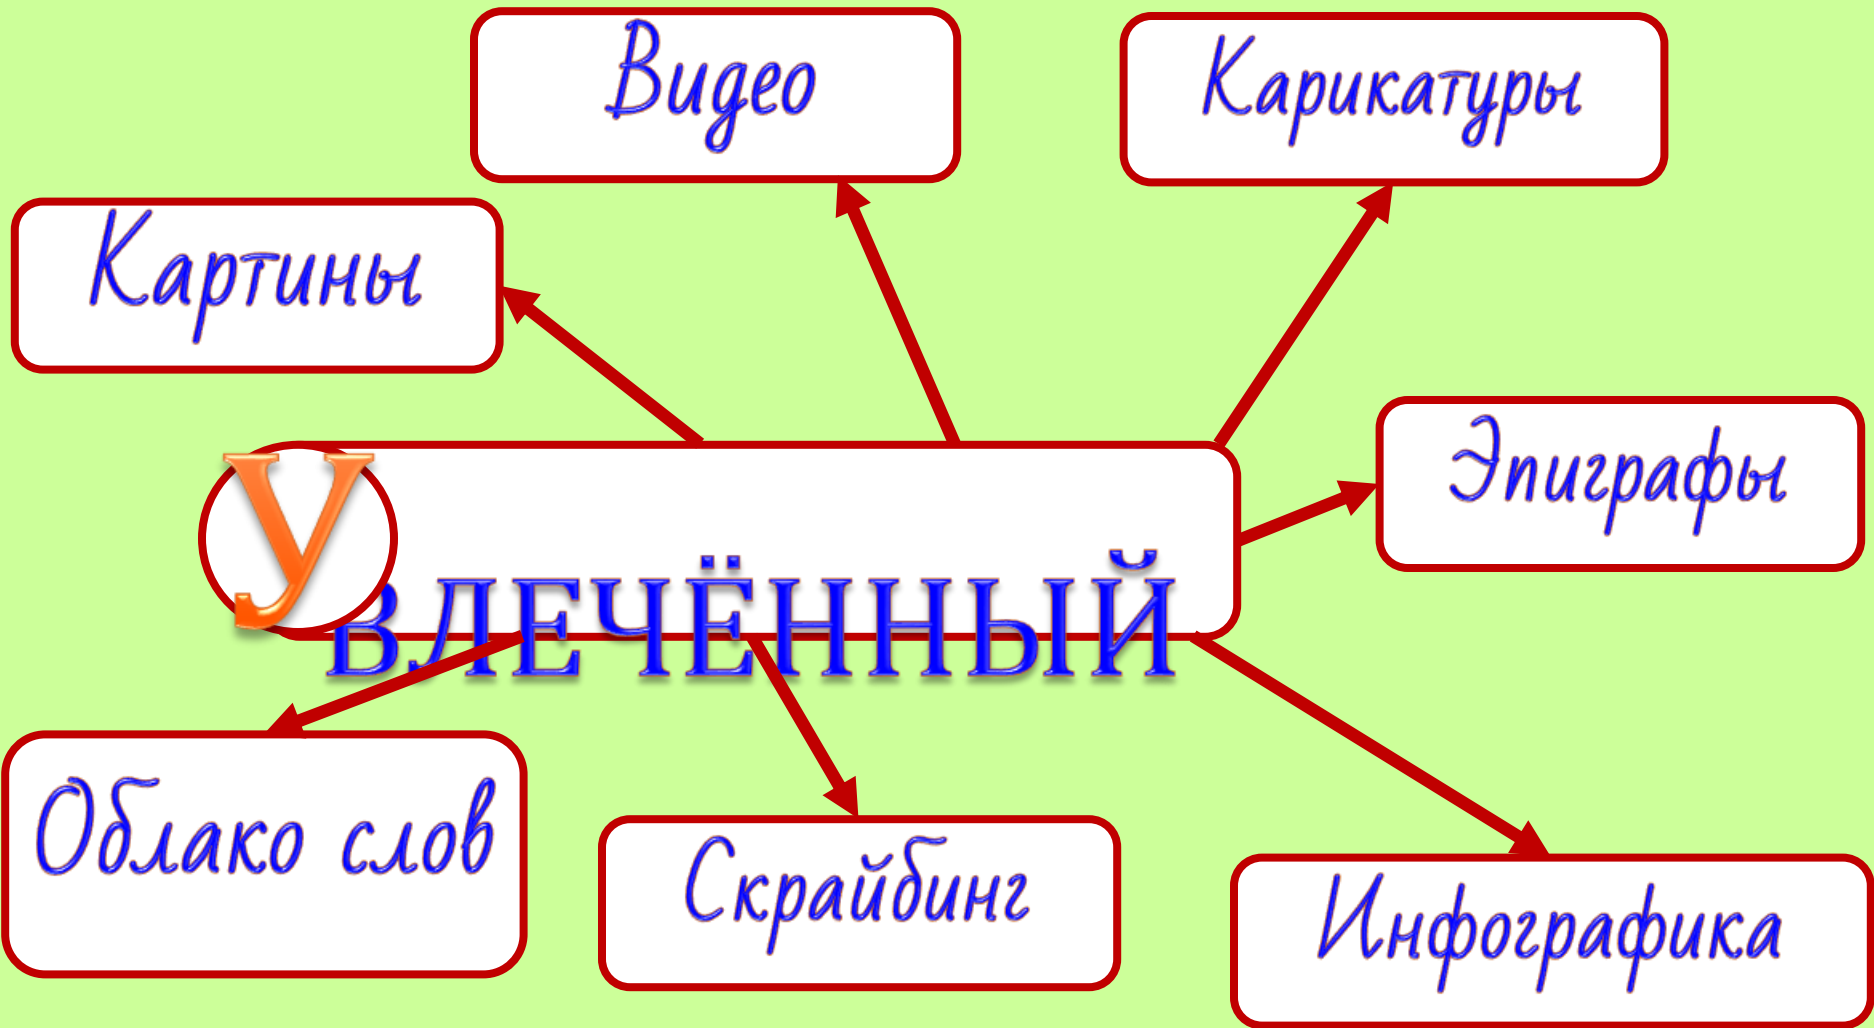 Видео
Карикатуры
Картины
Эпиграфы
УВЛЕЧЁННЫЙ
Облако слов
Скрайбинг
Инфографика